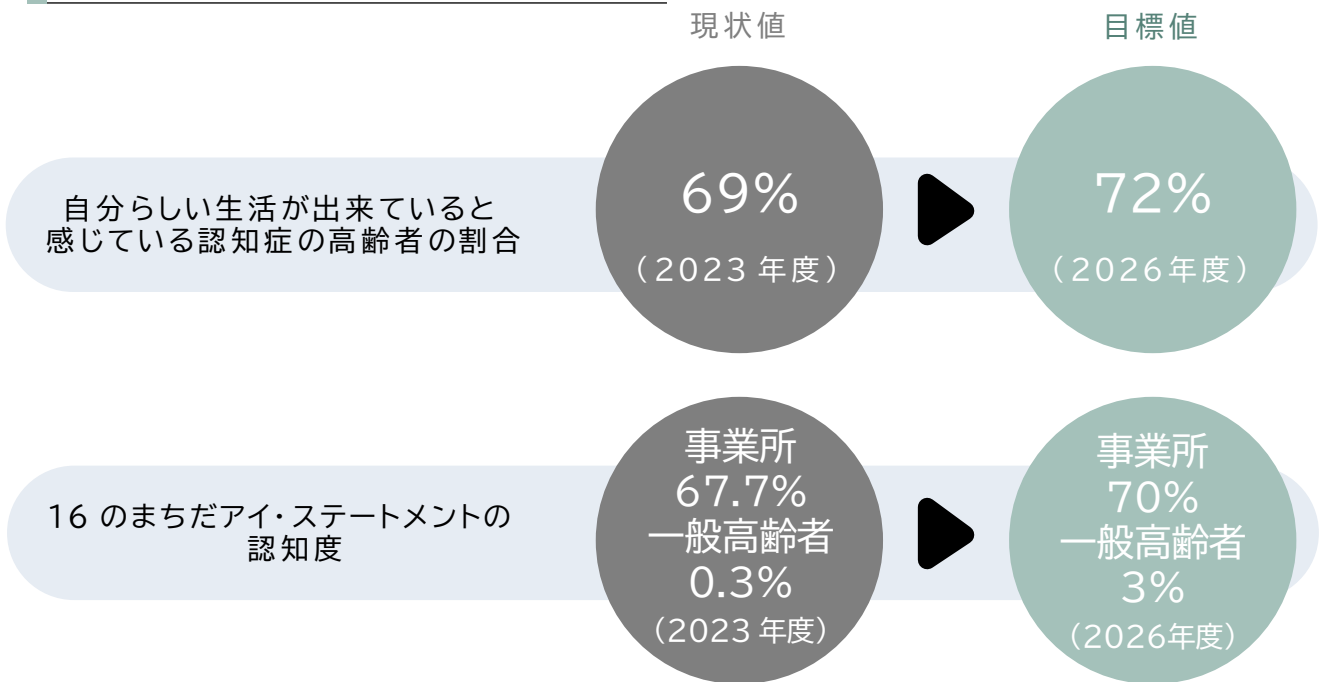 現状値
目標値
自分らしい生活が出来ていると
感じている認知症の高齢者の割合
69%
(2023 年度)
72%
(2026年度)
16 のまちだアイ・ステートメントの
認知度
事業所
67.7%
一般高齢者
0.3%
(2023 年度)
事業所
70%
一般高齢者
3%
(2026年度)